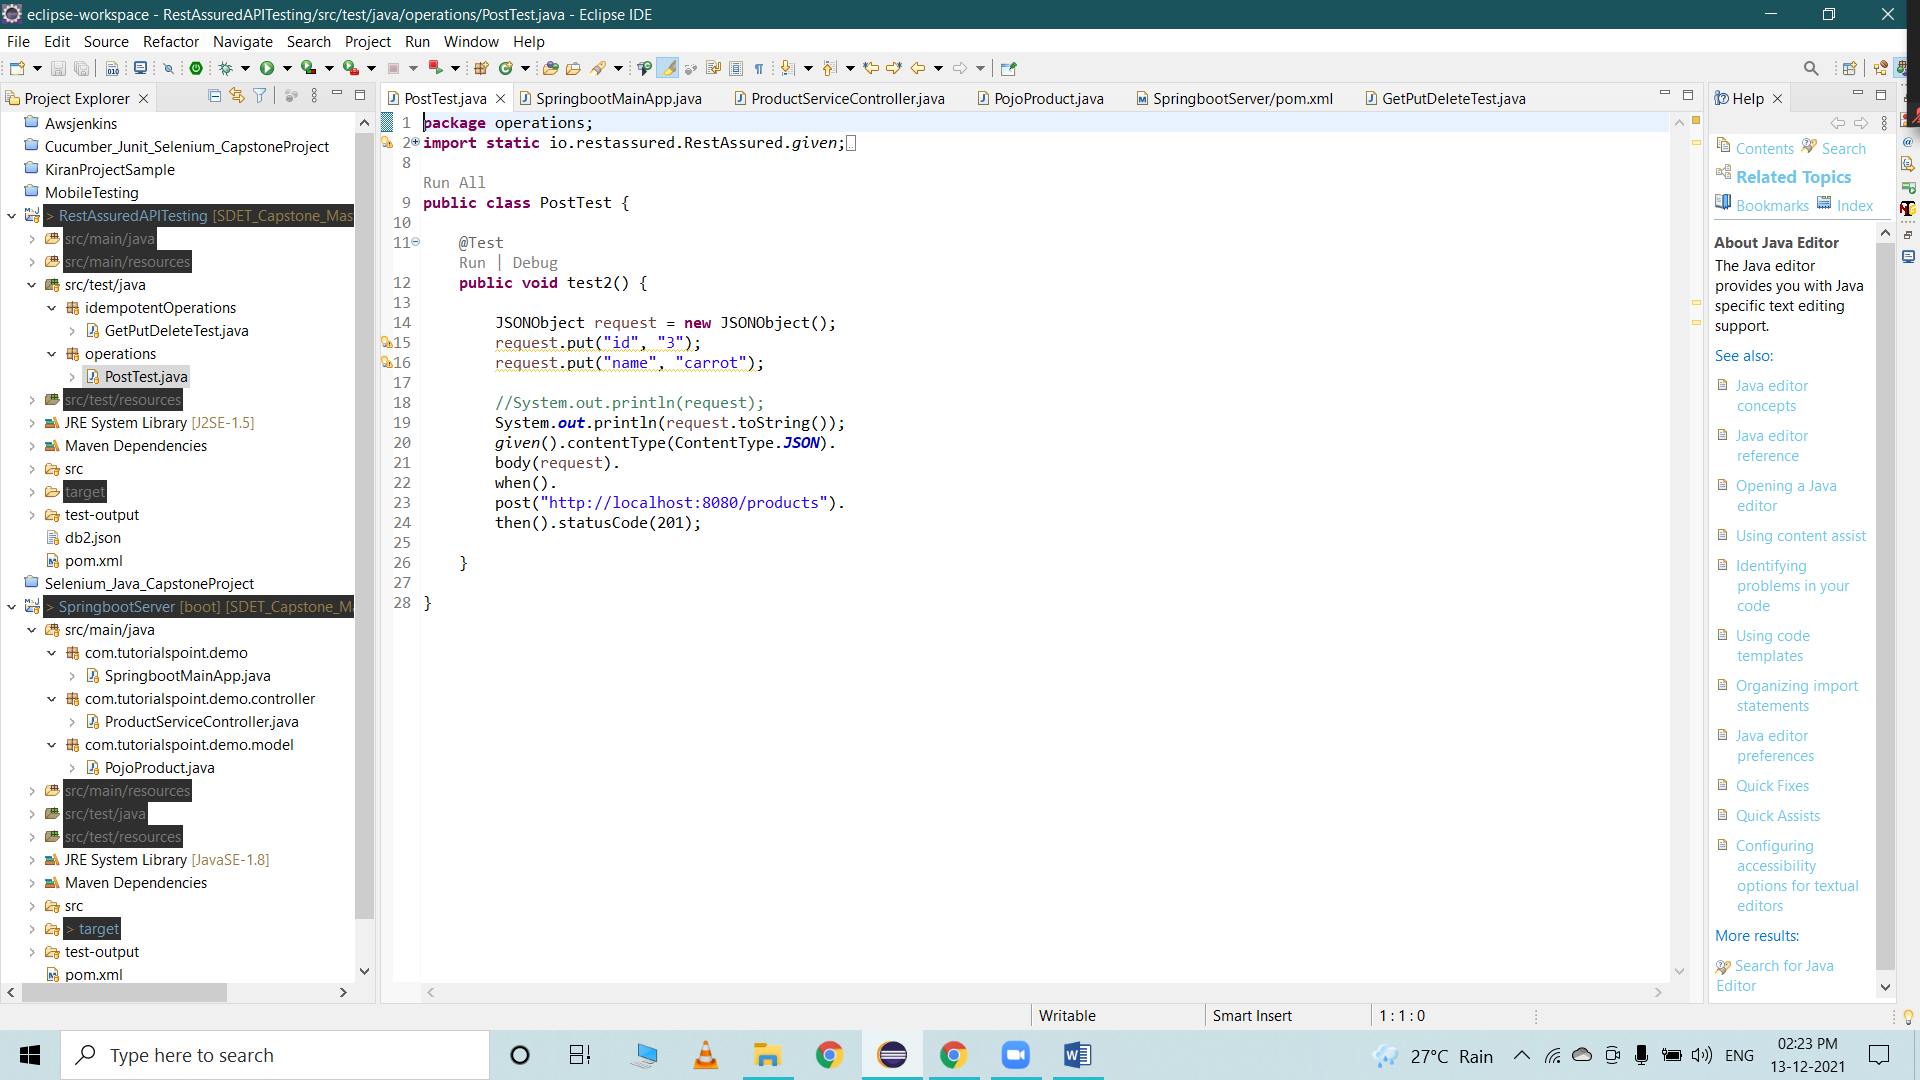 eclipse-workspace - RestAssuredAPITesting/src/test/java/operations/PostTest.java - Eclipse IDE
File Edit Source Refactor Navigate Search Project Run Window Help
Project Explorer
Awsjenkins
Cucumber_Junit_Selenium_CapstoneProject
KiranProjectSample
MobileTesting
> RestAssuredAPITesting [SDET_Capstone_Mas
src/main/java
src/main/resources
src/test/java
idempotentOperations
GetPutDeleteTest.java
operations
PostTest.java
src/test/resources
JRE System Library [J2SE-1.5]
Maven Dependencies
src
target
test-output
db2.json
pom.xml
Selenium_Java_CapstoneProject
> SpringbootServer [boot] [SDET_Capstone_Ma
src/main/java
com.tutorialspoint.demo
SpringbootMainApp.java
com.tutorialspoint.demo.controller
ProductServiceController.java
com.tutorialspoint.demo.model
PojoProduct.java
src/main/resources
src/test/java
src/test/resources
JRE System Library [JavaSE-1.8]
Maven Dependencies
src
> target
test-output
pom.xml
PostTest.java SpringbootMainApp.java ProductServiceController.java PojoProduct.java SpringbootServer/pom.xml GetPutDeleteTest.java
1 package operations;
2 import static io.restassured.RestAssured.given;
8
Run All
9 public class PostTest {
10
11 @Test
Run | Debug
12 public void test2() {
13
14 JSONObject request = new JSONObject();
15 request.put("id", "3");
16 request.put("name", "carrot");
17
18 //System.out.println(request);
19 System.out.println(request.toString());
20 given().contentType(ContentType.JSON).
21 body(request).
22 when().
23 post("http://localhost:8080/products").
24 then().statusCode(201);
25
26 }
27
28 }
Help
Contents Search
Related Topics
Bookmarks Index
About Java Editor
The Java editor
provides you with Java
specific text editing
support.
See also:
Java editor
concepts
Java editor
reference
Opening a Java
editor
Using content assist
Identifying
problems in your
code
Using code
templates
Organizing import
statements
Java editor
preferences
Quick Fixes
Quick Assists
Configuring
accessibility
options for textual
editors
More results:
Search for Java
Editor
Writable Smart Insert 1 : 1 : 0
Type here to search
27°C Rain ENG
02:23 PM
13-12-2021